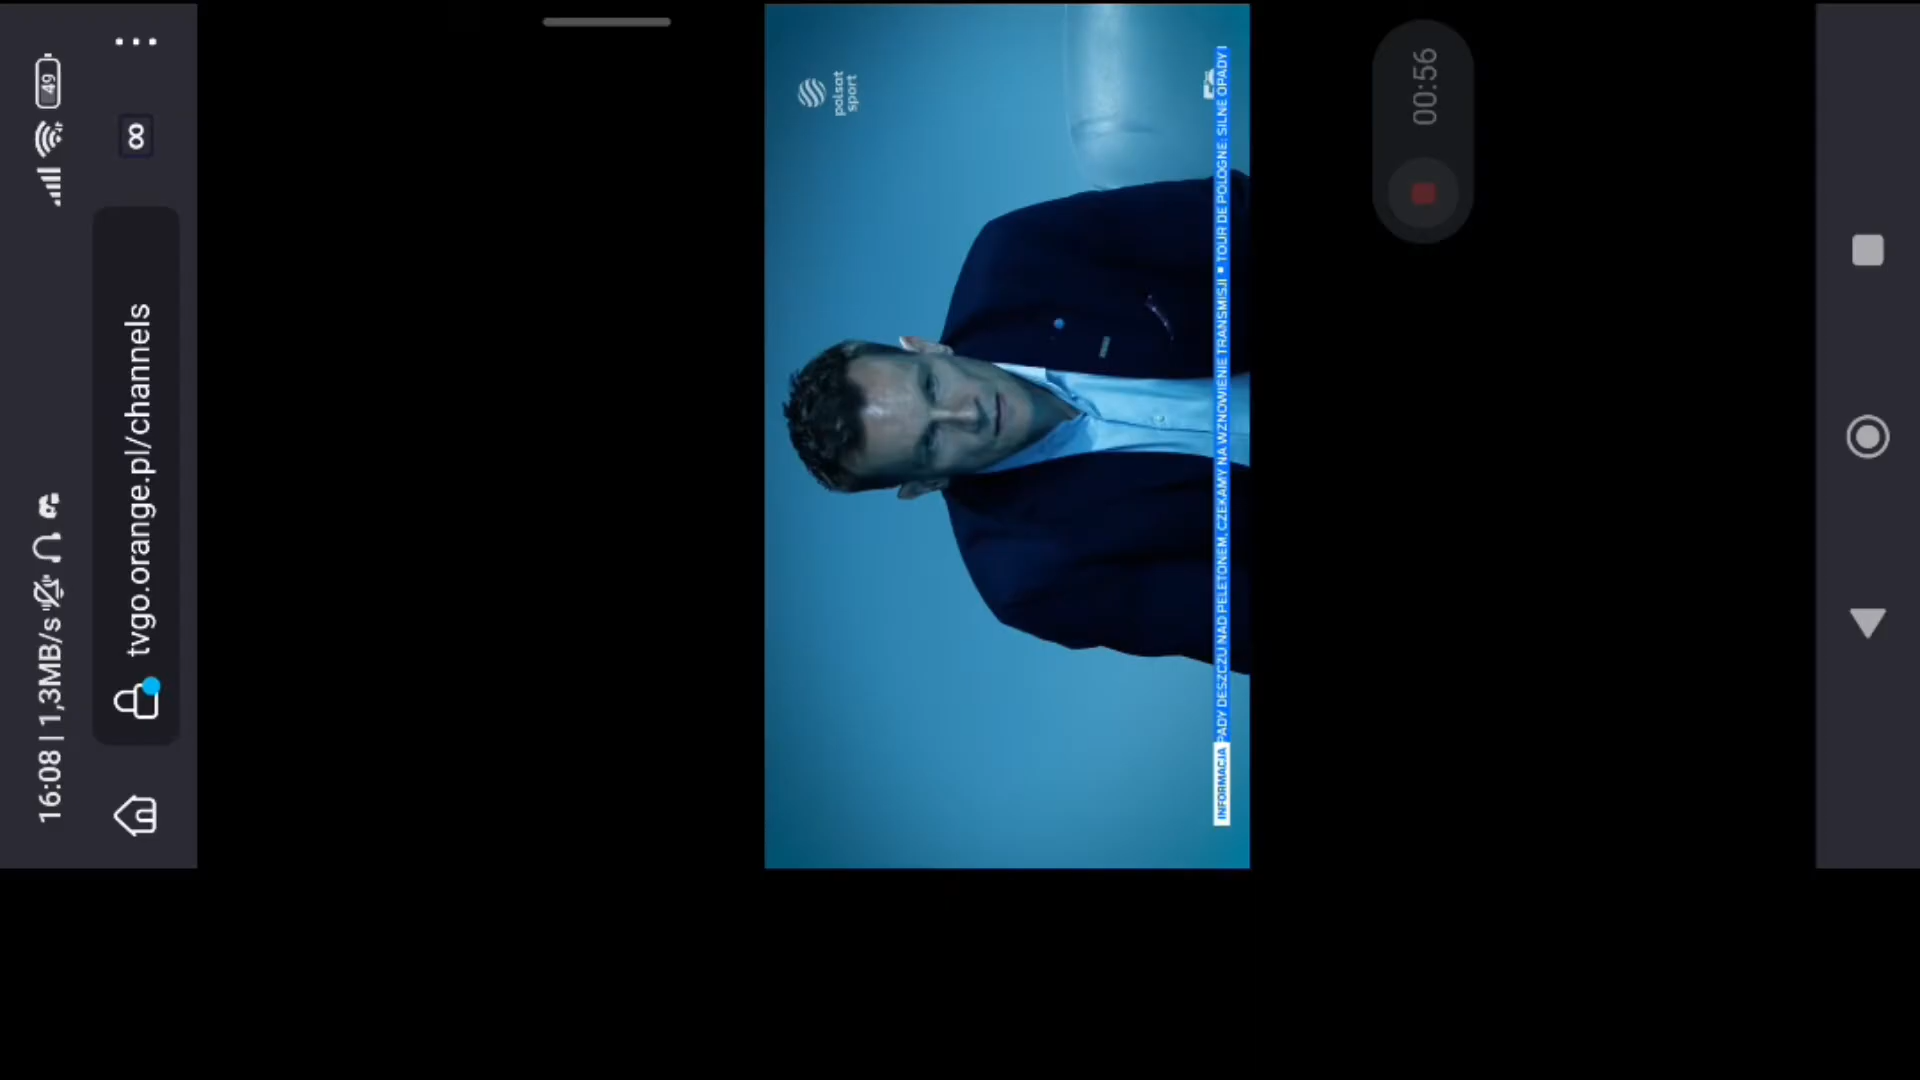 16:08 | 1,3MB/s
49
tvgo.orange.pl/channels
∞
polsat
sport
INFORMACJA PADY DESZCZU NAD PELETONEM, CZEKAMY NA WZNOWIENIE TRANSMISJI ▪ TOUR DE POLOGNE: SILNE OPADY
00:56